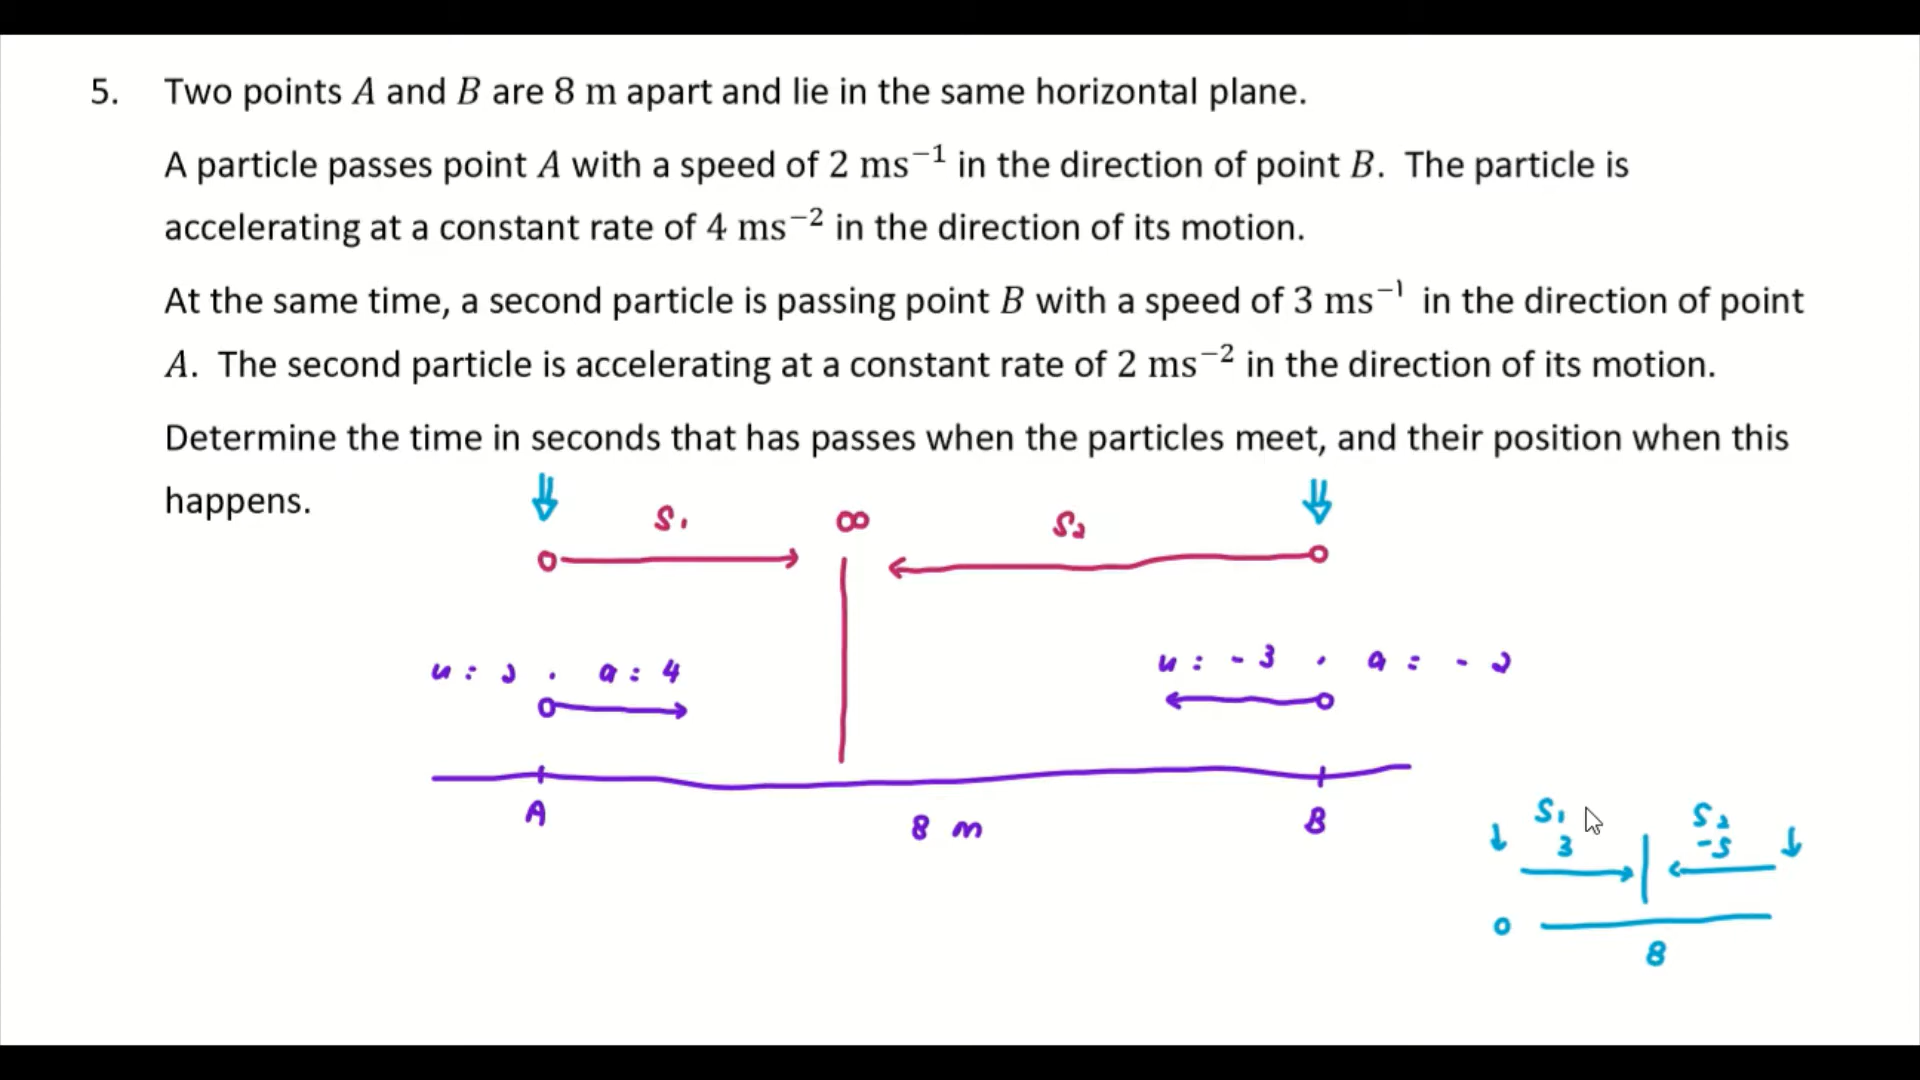 5. Two points A and B are 8 m apart and lie in the same horizontal plane.
A particle passes point A with a speed of 2 ms⁻¹ in the direction of point B. The particle is
accelerating at a constant rate of 4 ms⁻² in the direction of its motion.
At the same time, a second particle is passing point B with a speed of 3 ms⁻¹ in the direction of point
A. The second particle is accelerating at a constant rate of 2 ms⁻² in the direction of its motion.
Determine the time in seconds that has passes when the particles meet, and their position when this
happens.
S₁ S₂
u = 2 , a = 4
u = -3 , a = -2
A 8 m B
S₁ S₂
3 -5
0
8